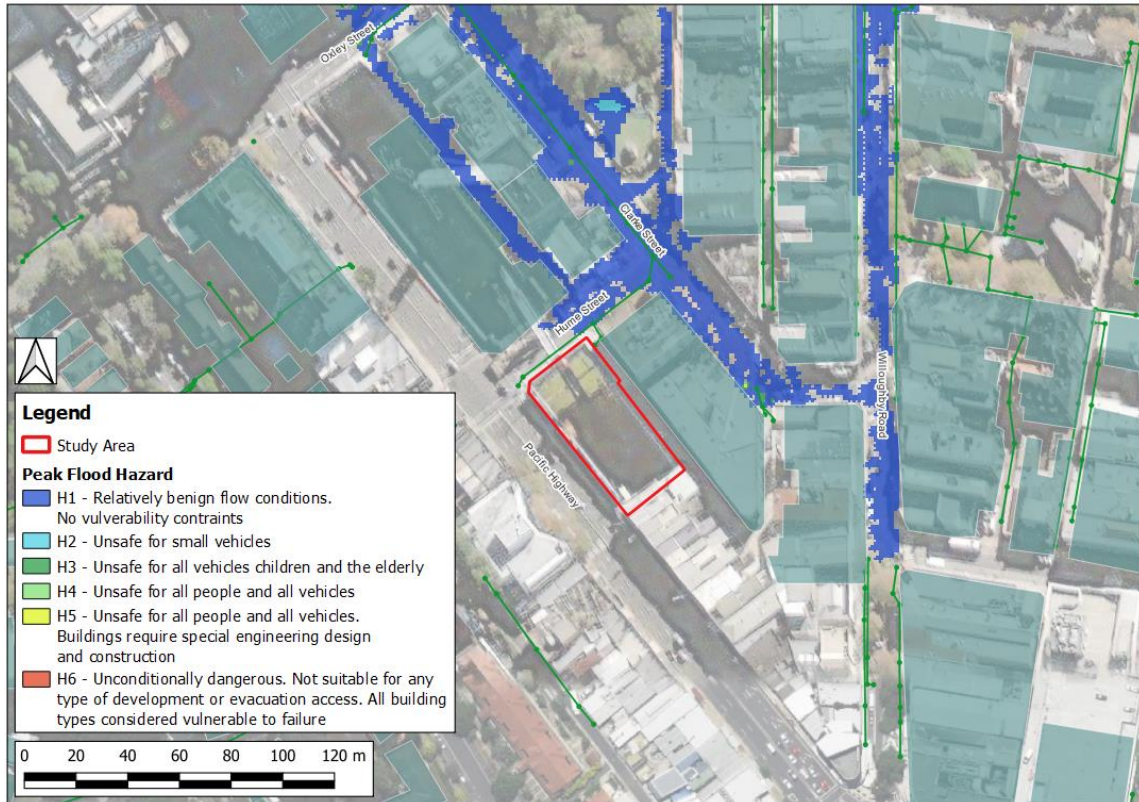 Oxley Street
Clarke Street
Hume Street
Willoughby Road
Pacific Highway
Legend
Study Area
Peak Flood Hazard
H1 - Relatively benign flow conditions.
No vulverability contraints
H2 - Unsafe for small vehicles
H3 - Unsafe for all vehicles children and the elderly
H4 - Unsafe for all people and all vehicles
H5 - Unsafe for all people and all vehicles.
Buildings require special engineering design
and construction
H6 - Unconditionally dangerous. Not suitable for any
type of development or evacuation access. All building
types considered vulnerable to failure
0 20 40 60 80 100 120 m